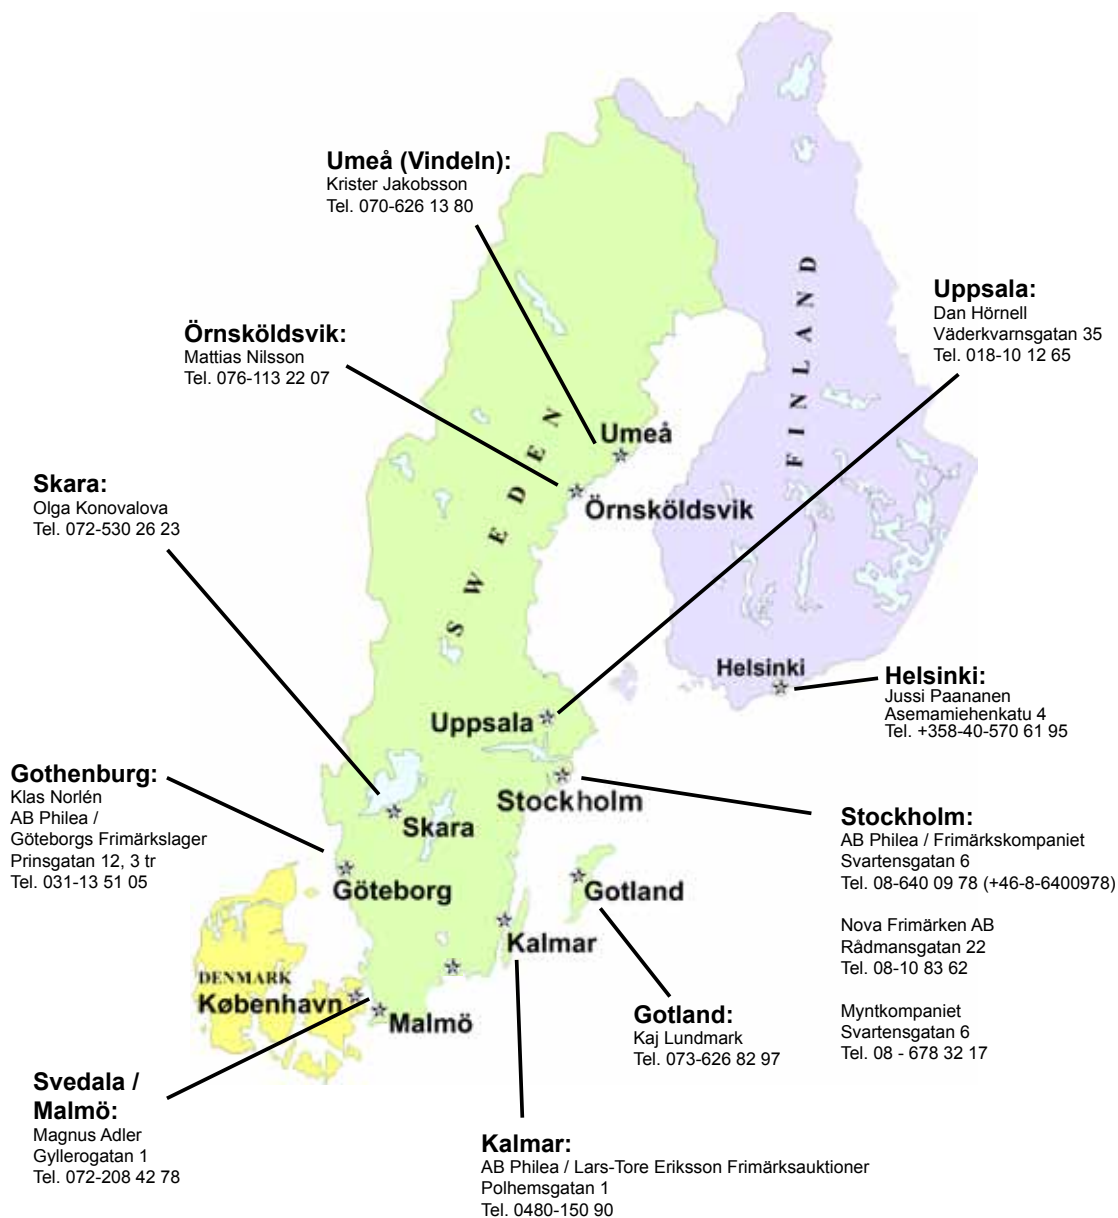 Umeå (Vindeln):
Krister Jakobsson
Tel. 070-626 13 80
Uppsala:
Dan Hörnell
Väderkvarnsgatan 35
Tel. 018-10 12 65
Örnsköldsvik:
Mattias Nilsson
Tel. 076-113 22 07
FINLAND
SWEDEN
Umeå
Örnsköldsvik
Skara:
Olga Konovalova
Tel. 072-530 26 23
Helsinki
Helsinki:
Jussi Paananen
Asemamiehenkatu 4
Tel. +358-40-570 61 95
Uppsala
Stockholm
Gothenburg:
Klas Norlén
AB Philea /
Göteborgs Frimärkslager
Prinsgatan 12, 3 tr
Tel. 031-13 51 05
Skara
Göteborg
Gotland
Kalmar
Stockholm:
AB Philea / Frimärkskompaniet
Svartensgatan 6
Tel. 08-640 09 78 (+46-8-6400978)
Nova Frimärken AB
Rådmansgatan 22
Tel. 08-10 83 62
Myntkompaniet
Svartensgatan 6
Tel. 08 - 678 32 17
DENMARK
København
Malmö
Gotland:
Kaj Lundmark
Tel. 073-626 82 97
Svedala /
Malmö:
Magnus Adler
Gyllerogatan 1
Tel. 072-208 42 78
Kalmar:
AB Philea / Lars-Tore Eriksson Frimärksauktioner
Polhemsgatan 1
Tel. 0480-150 90